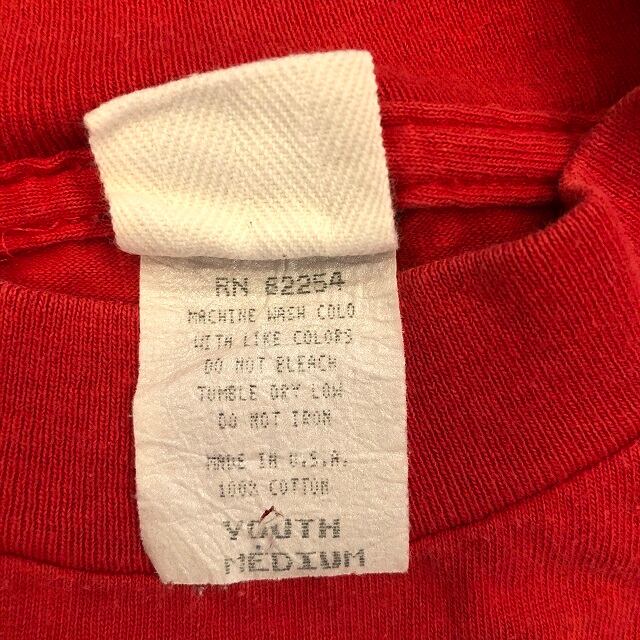 RN 82254
MACHINE WASH COLD
WITH LIKE COLORS
DO NOT BLEACH
TUMBLE DRY LOW
DO NOT IRON
MADE IN U.S.A.
100% COTTON
YOUTH
MEDIUM